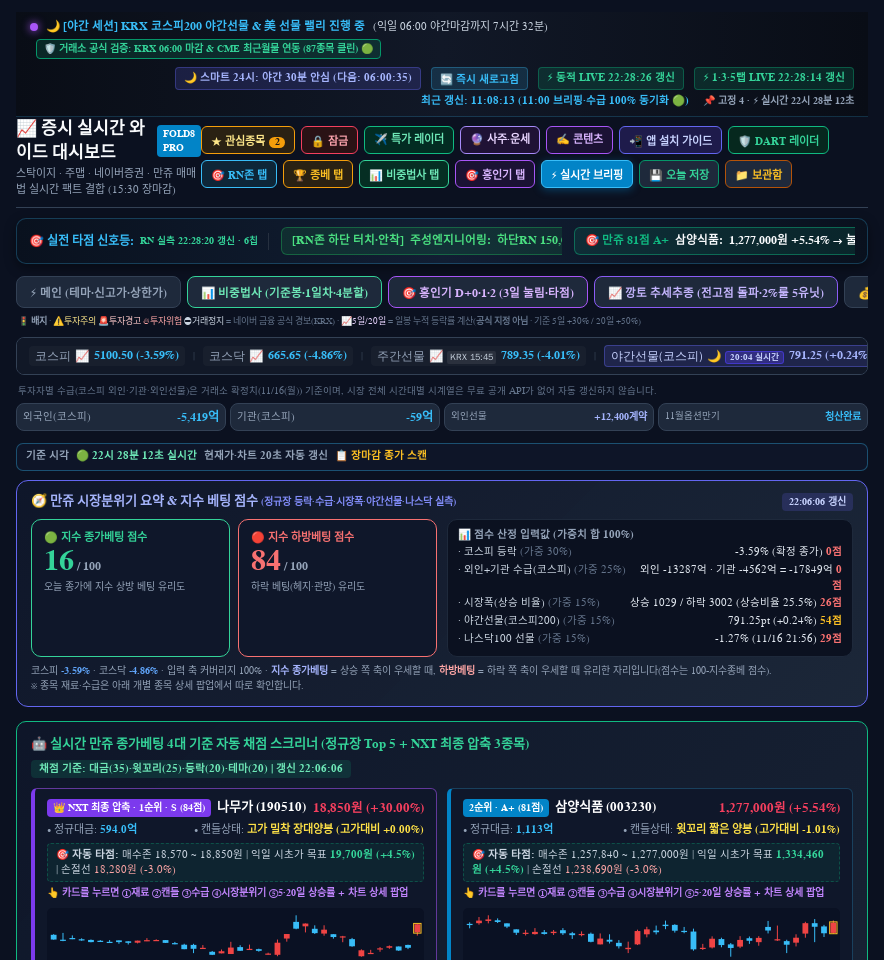 🌙 [야간 세션] KRX 코스피200 야간선물 & 美 선물 랠리 진행 중 (익일 06:00 야간마감까지 7시간 32분)
🛡️ 거래소 공식 검증: KRX 06:00 마감 & CME 최근월물 연동 (87종목 클린) 🟢
🌙 스마트 24시: 야간 30분 안심 (다음: 06:00:35) 🔄 즉시 새로고침 ⚡ 동적 LIVE 22:28:26 갱신 ⚡ 1·3·5탭 LIVE 22:28:14 갱신
최근 갱신: 11:08:13 (11:00 브리핑·수급 100% 동기화 🟢) 📌 고정 4 · ⚡ 실시간 22시 28분 12초
📈 증시 실시간 와이드 대시보드
FOLD8 PRO
스탁이지 · 주맵 · 네이버증권 · 만쥬 매매법 실시간 팩트 결합 (15:30 장마감)
★ 관심종목 2 🔒 잠금 ✈️ 특가 레이더 🔮 사주·운세 ✍️ 콘텐츠 📲 앱 설치 가이드 🛡️ DART 레이더
🎯 RN존 탭 🏆 종베 탭 📊 비중법사 탭 🎯 홍인기 탭 ⚡ 실시간 브리핑 💾 오늘 저장 📁 보관함
🎯 실전 타점 신호등: RN 실측 22:28:20 갱신 · 6칩 [RN존 하단 터치·안착] 주성엔지니어링: 하단RN 150, 🎯 만쥬 81점 A+ 삼양식품: 1,277,000원 +5.54% →
⚡ 메인 (테마·신고가·상한가) 📊 비중법사 (기준봉·1일차·4분할) 🎯 홍인기 D+0·1·2 (3일 눌림·타점) 📈 깡토 추세추종 (전고점 돌파·2%룰 5유닛) 💰
🚦 배지 · ⚠️투자주의 🚨투자경고 투자위험 ⛔거래정지 = 네이버 금융 공식 경보(KRX) · 📈5일/20일 = 일봉 누적 등락률 계산(공식 지정 아님 · 기준 5일 +30% / 20일 +50%)
코스피 📈 5100.50 (-3.59%) | 코스닥 📈 665.65 (-4.86%) | 주간선물 📈 KRX 15:45 789.35 (-4.01%) | 야간선물(코스피) 🌙 20:04 실시간 791.25 (+0.24%
투자자별 수급(코스피 외인·기관·외인선물)은 거래소 확정치(11/16(월)) 기준이며, 시장 전체 시간대별 시계열은 무료 공개 API가 없어 자동 갱신하지 않습니다.
외국인(코스피) -5,419억 기관(코스피) -59억 외인선물 +12,400계약 11월옵션만기 청산완료
기준 시각 🟢 22시 28분 12초 실시간 현재가·차트 20초 자동 갱신 📋 장마감 종가 스캔
🧭 만쥬 시장분위기 요약 & 지수 베팅 점수 (정규장 등락·수급·시장폭·야간선물·나스닥 실측) 22:06:06 갱신
🟢 지수 종가베팅 점수
16 / 100
오늘 종가에 지수 상방 베팅 유리도
🔴 지수 하방베팅 점수
84 / 100
하락 베팅(헤지·관망) 유리도
📊 점수 산정 입력값 (가중치 합 100%)
· 코스피 등락 (가중 30%) -3.59% (확정 종가) 0점
· 외인+기관 수급(코스피) (가중 25%) 외인 -13287억 · 기관 -4562억 = -17849억 0점
· 시장폭(상승 비율) (가중 15%) 상승 1029 / 하락 3002 (상승비율 25.5%) 26점
· 야간선물(코스피200) (가중 15%) 791.25pt (+0.24%) 54점
· 나스닥100 선물 (가중 15%) -1.27% (11/16 21:56) 29점
코스피 -3.59% · 코스닥 -4.86% · 입력 축 커버리지 100% · 지수 종가베팅 = 상승 쪽 축이 우세할 때, 하방베팅 = 하락 쪽 축이 우세할 때 유리한 자리입니다(점수는 100-지수종베 점수).
※ 종목 재료·수급은 아래 개별 종목 상세 팝업에서 따로 확인합니다.
🤖 실시간 만쥬 종가베팅 4대 기준 자동 채점 스크리너 (정규장 Top 5 + NXT 최종 압축 3종목)
채점 기준: 대금(35)·윗꼬리(25)·등락(20)·테마(20) | 갱신 22:06:06
👑 NXT 최종 압축 · 1순위 · S (84점) 나무가 (190510) 18,850원 (+30.00%)
• 정규대금: 594.0억 • 캔들상태: 고가 밀착 장대양봉 (고가대비 +0.00%)
🎯 자동 타점: 매수존 18,570 ~ 18,850원 | 익일 시초가 목표 19,700원 (+4.5%)
| 손절선 18,280원 (-3.0%)
👆 카드를 누르면 ①재료 ②캔들 ③수급 ④시장분위기 ⑤5·20일 상승률 + 차트 상세 팝업
2순위 · A+ (81점) 삼양식품 (003230) 1,277,000원 (+5.54%)
• 정규대금: 1,113억 • 캔들상태: 윗꼬리 짧은 양봉 (고가대비 -1.01%)
🎯 자동 타점: 매수존 1,257,840 ~ 1,277,000원 | 익일 시초가 목표 1,334,460
원 (+4.5%) | 손절선 1,238,690원 (-3.0%)
👆 카드를 누르면 ①재료 ②캔들 ③수급 ④시장분위기 ⑤5·20일 상승률 + 차트 상세 팝업